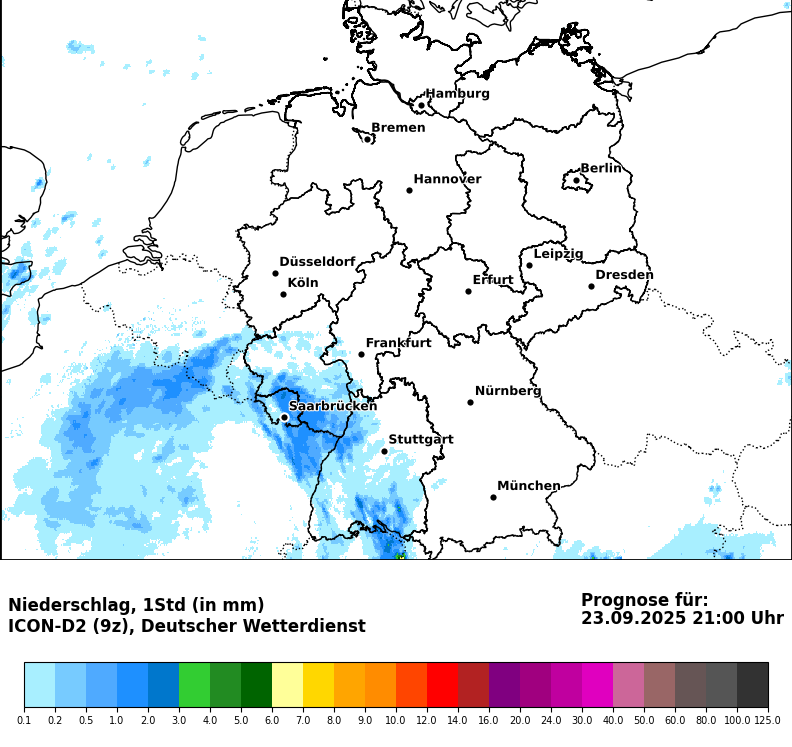 Hamburg
Bremen
Berlin
Hannover
Leipzig
Düsseldorf
Dresden
Köln
Erfurt
Frankfurt
Nürnberg
Saarbrücken
Stuttgart
München
Niederschlag, 1Std (in mm)
ICON-D2 (9z), Deutscher Wetterdienst
Prognose für:
23.09.2025 21:00 Uhr
0.1 0.2 0.5 1.0 2.0 3.0 4.0 5.0 6.0 7.0 8.0 9.0 10.0 12.0 14.0 16.0 20.0 24.0 30.0 40.0 50.0 60.0 80.0 100.0 125.0